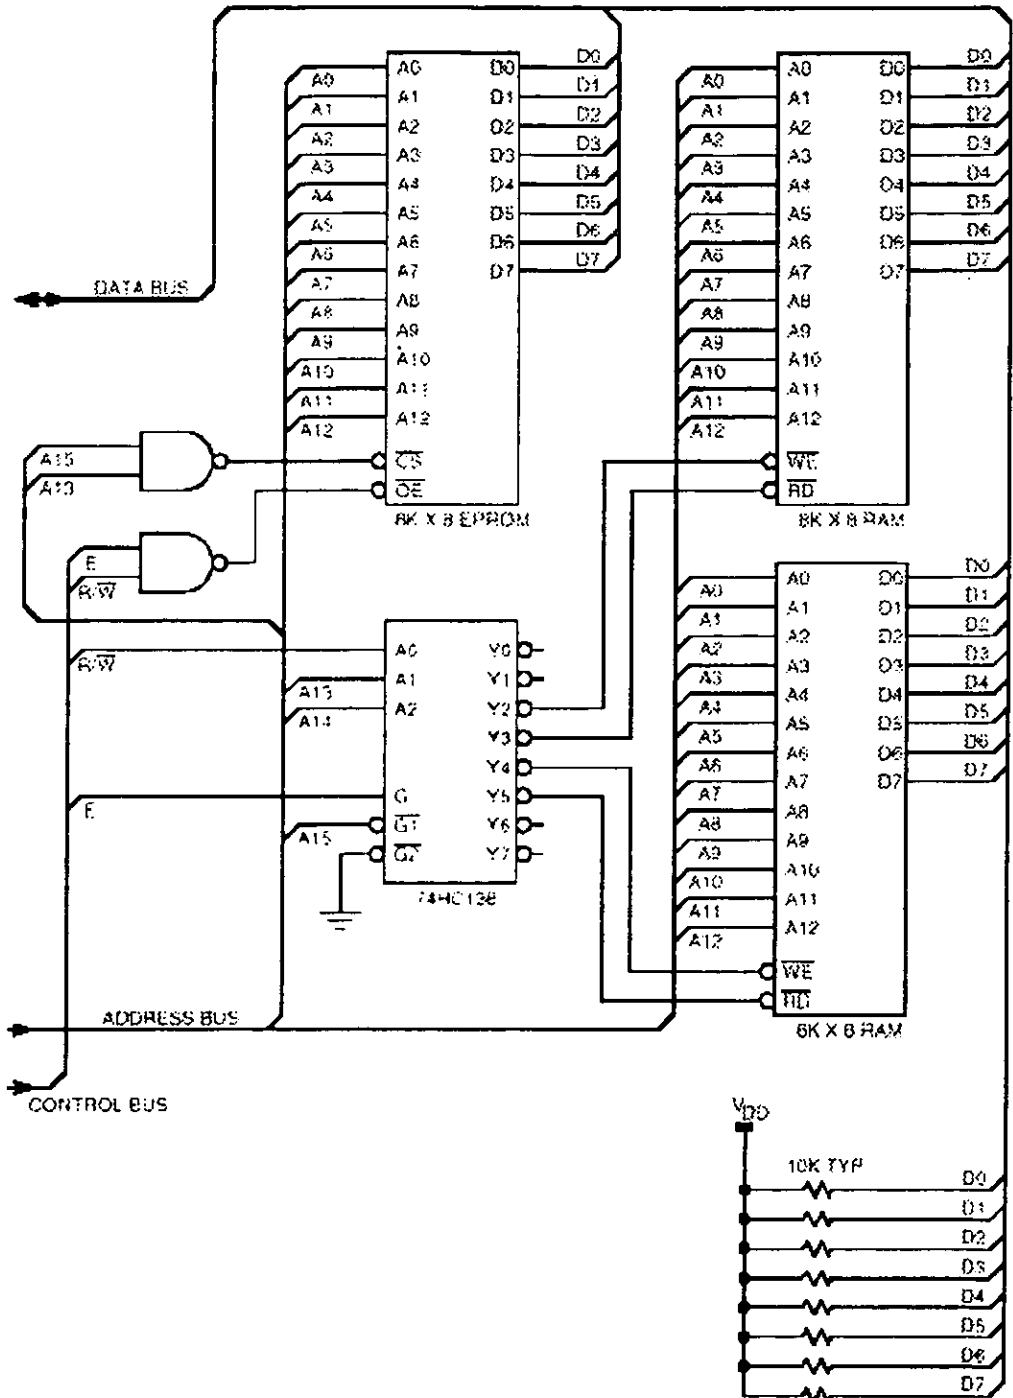 DATA BUS
A0
A1
A2
A3
A4
A5
A6
A7
A8
A9
A10
A11
A12
A0 D0
A1 D1
A2 D2
A3 D3
A4 D4
A5 D5
A6 D6
A7 D7
A8
A9
A10
A11
A12
CS
OE
8K X 8 EPROM
D0
D1
D2
D3
D4
D5
D6
D7
A15
A13
E
R/W
A0
A1
A2
A3
A4
A5
A6
A7
A8
A9
A10
A11
A12
A0 D0
A1 D1
A2 D2
A3 D3
A4 D4
A5 D5
A6 D6
A7 D7
A8
A9
A10
A11
A12
WE
RD
8K X 8 RAM
D0
D1
D2
D3
D4
D5
D6
D7
R/W
A13
A14
E
A15
A0 Y0
A1 Y1
A2 Y2
Y3
Y4
G Y5
G1 Y6
G2 Y7
74HC138
A0
A1
A2
A3
A4
A5
A6
A7
A8
A9
A10
A11
A12
A0 D0
A1 D1
A2 D2
A3 D3
A4 D4
A5 D5
A6 D6
A7 D7
A8
A9
A10
A11
A12
WE
RD
8K X 8 RAM
D0
D1
D2
D3
D4
D5
D6
D7
ADDRESS BUS
CONTROL BUS
VDD
10K TYP
D0
D1
D2
D3
D4
D5
D6
D7